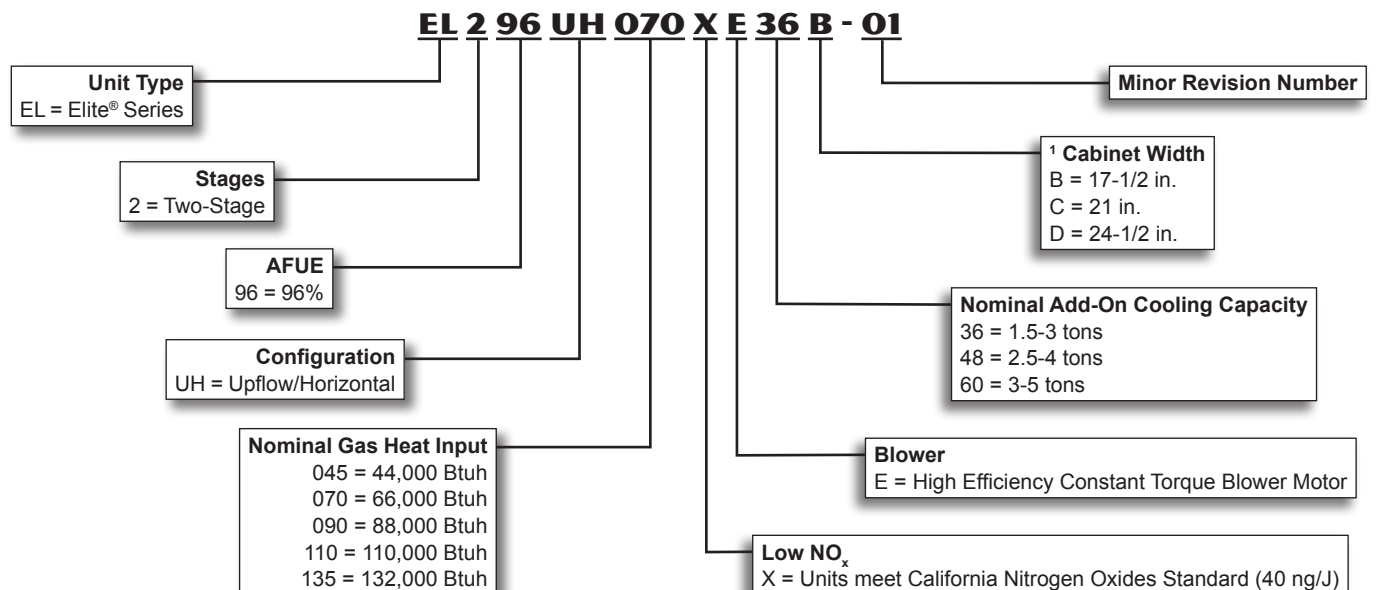 EL 2 96 UH 070 X E 36 B - 01
Unit Type
EL = Elite® Series
Minor Revision Number
Stages
2 = Two-Stage
¹ Cabinet Width
B = 17-1/2 in.
C = 21 in.
D = 24-1/2 in.
AFUE
96 = 96%
Nominal Add-On Cooling Capacity
36 = 1.5-3 tons
48 = 2.5-4 tons
60 = 3-5 tons
Configuration
UH = Upflow/Horizontal
Nominal Gas Heat Input
045 = 44,000 Btuh
070 = 66,000 Btuh
090 = 88,000 Btuh
110 = 110,000 Btuh
135 = 132,000 Btuh
Blower
E = High Efficiency Constant Torque Blower Motor
Low NOₓ
X = Units meet California Nitrogen Oxides Standard (40 ng/J)